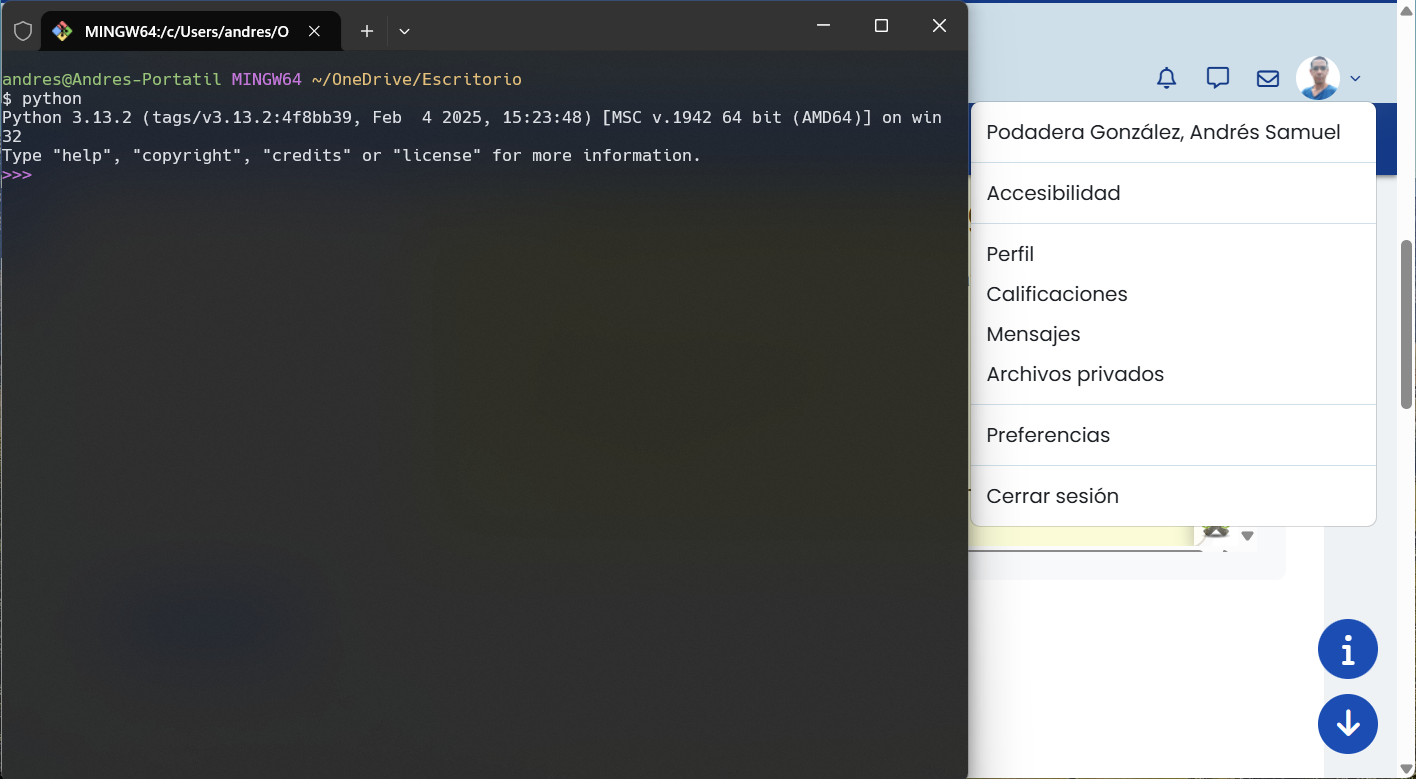 MINGW64:/c/Users/andres/O
andres@Andres-Portatil MINGW64 ~/OneDrive/Escritorio
$ python
Python 3.13.2 (tags/v3.13.2:4f8bb39, Feb  4 2025, 15:23:48) [MSC v.1942 64 bit (AMD64)] on win
32
Type "help", "copyright", "credits" or "license" for more information.
>>>
Podadera González, Andrés Samuel
Accesibilidad
Perfil
Calificaciones
Mensajes
Archivos privados
Preferencias
Cerrar sesión